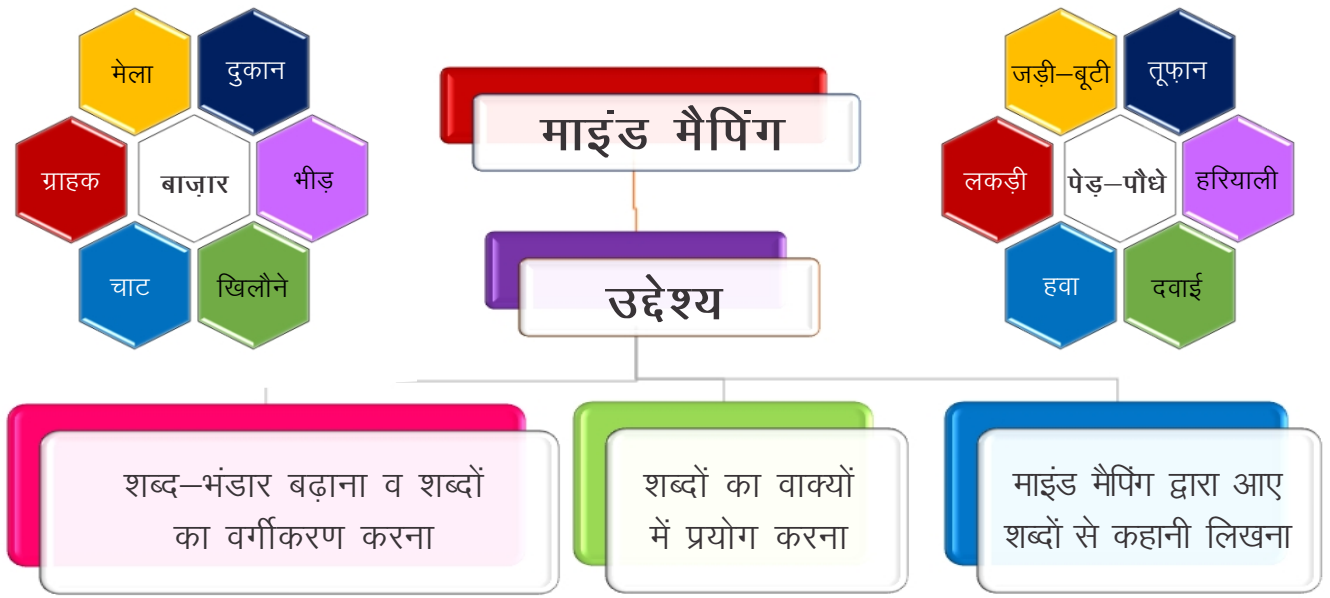 मेला
दुकान
ग्राहक
बाज़ार
भीड़
चाट
खिलौने
माइंड मैपिंग
उद्देश्य
जड़ी–बूटी
तूफ़ान
लकड़ी
पेड़–पौधे
हरियाली
हवा
दवाई
शब्द–भंडार बढ़ाना व शब्दों
का वर्गीकरण करना
शब्दों का वाक्यों
में प्रयोग करना
माइंड मैपिंग द्वारा आए
शब्दों से कहानी लिखना